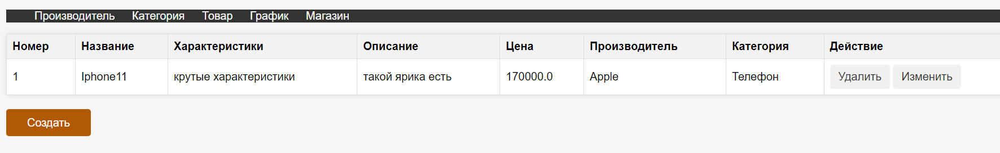 Производитель Категория Товар График Магазин
Номер Название Характеристики Описание Цена Производитель Категория Действие
1 Iphone11 крутые характеристики такой ярика есть 170000.0 Apple Телефон Удалить Изменить
Создать